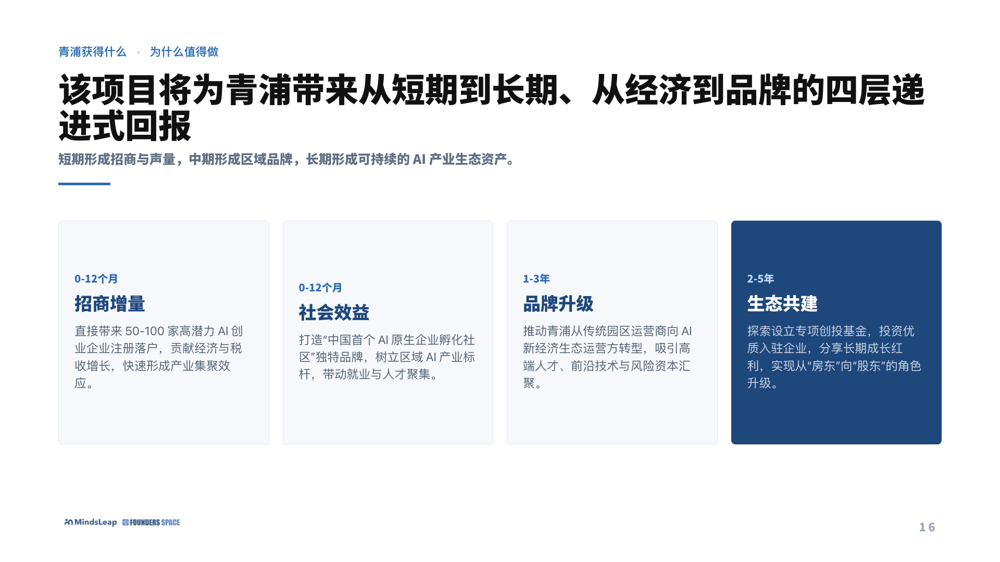 青浦获得什么 · 为什么值得做
该项目将为青浦带来从短期到长期、从经济到品牌的四层递
进式回报
短期形成招商与声量，中期形成区域品牌，长期形成可持续的 AI 产业生态资产。
0-12个月
招商增量
直接带来 50-100 家高潜力 AI 创
业企业注册落户，贡献经济与税
收增长，快速形成产业集聚效
应。
0-12个月
社会效益
打造“中国首个 AI 原生企业孵化社
区”独特品牌，树立区域 AI 产业标
杆，带动就业与人才聚集。
1-3年
品牌升级
推动青浦从传统园区运营商向 AI
新经济生态运营方转型，吸引高
端人才、前沿技术与风险资本汇
聚。
2-5年
生态共建
探索设立专项创投基金，投资优
质入驻企业，分享长期成长红
利，实现从“房东”向“股东”的角色
升级。
MindsLeap FOUNDERS SPACE
16